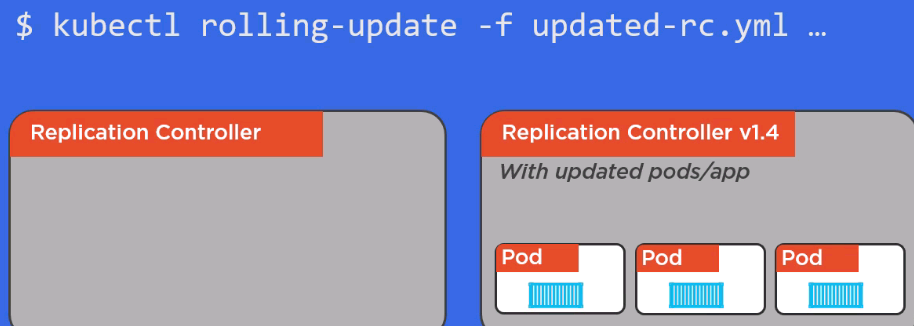 $ kubectl rolling-update -f updated-rc.yml …
Replication Controller
Replication Controller v1.4
With updated pods/app
Pod
Pod
Pod